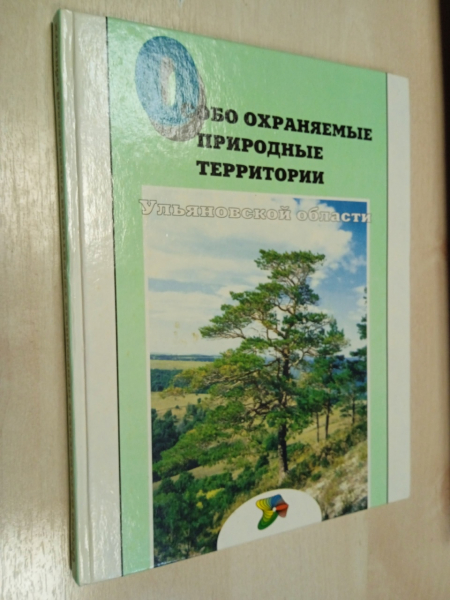 Особо охраняемые
природные
территории
Ульяновской области